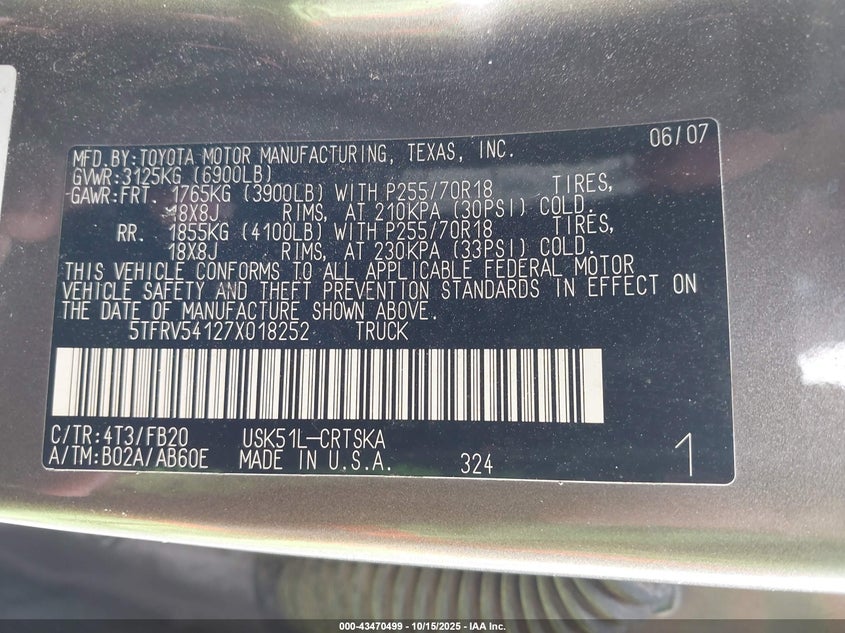 06/07
MFD.BY:TOYOTA MOTOR MANUFACTURING, TEXAS, INC.
GVWR:3125KG (6900LB)
GAWR:FRT. 1765KG (3900LB) WITH P255/70R18 TIRES,
18X8J RIMS, AT 210KPA (30PSI) COLD.
RR. 1855KG (4100LB) WITH P255/70R18 TIRES,
18X8J RIMS, AT 230KPA (33PSI) COLD.
THIS VEHICLE CONFORMS TO ALL APPLICABLE FEDERAL MOTOR
VEHICLE SAFETY AND THEFT PREVENTION STANDARDS IN EFFECT ON
THE DATE OF MANUFACTURE SHOWN ABOVE.
5TFRV54127X018252 TRUCK
C/TR:4T3/FB20 USK51L-CRTSKA
A/TM:B02A/AB60E MADE IN U.S.A. 324 1
000-43470499 - 10/15/2025 - IAA Inc.